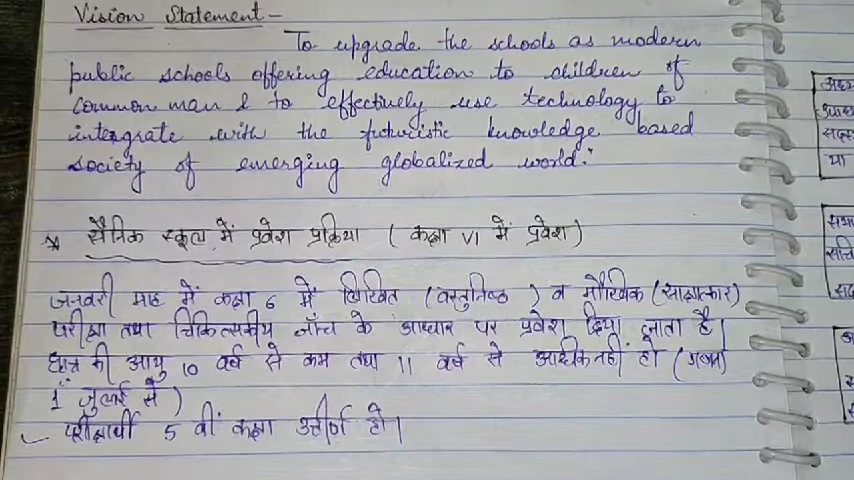 Vision Statement -
To upgrade the schools as modern
public schools offering education to children of
common man & to effectively use technology to
intergrate with the futuristic knowledge based
society of emerging globalized world."
* सैनिक स्कूल में प्रवेश प्रक्रिया ( कक्षा VI में प्रवेश )
जनवरी माह में कक्षा 6 में लिखित (वस्तुनिष्ठ ) व मौखिक (साक्षात्कार)
परीक्षा तथा चिकित्सकीय जाँच के आधार पर प्रवेश दिया जाता है।
छात्र की आयु 10 वर्ष से कम तथा 11 वर्ष से अधिक नहीं हो (गणना
1 जुलाई से )
परीक्षार्थी 5 वीं कक्षा उत्तीर्ण हो।
या